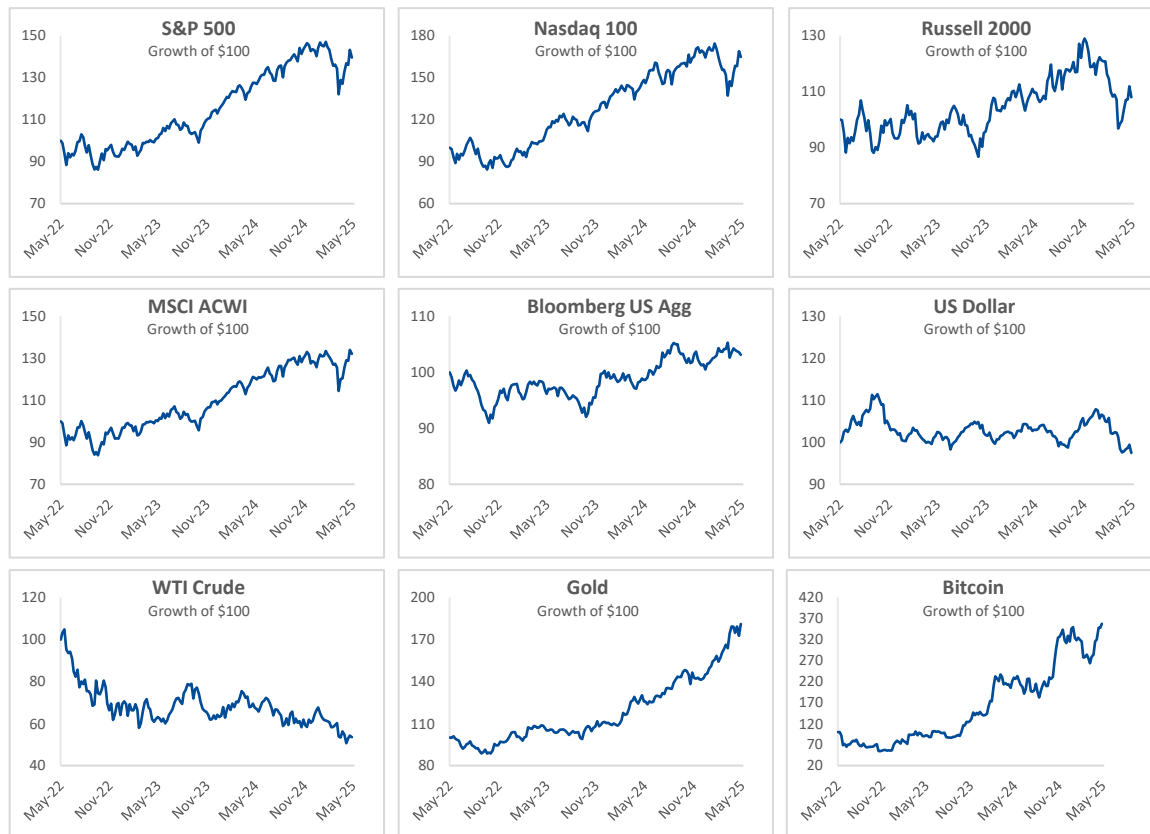 S&P 500
Growth of $100
150
130
110
90
70
May-22
Nov-22
May-23
Nov-23
May-24
Nov-24
May-25
Nasdaq 100
Growth of $100
180
160
140
120
100
80
60
May-22
Nov-22
May-23
Nov-23
May-24
Nov-24
May-25
Russell 2000
Growth of $100
130
110
90
70
May-22
Nov-22
May-23
Nov-23
May-24
Nov-24
May-25
MSCI ACWI
Growth of $100
150
130
110
90
70
May-22
Nov-22
May-23
Nov-23
May-24
Nov-24
May-25
Bloomberg US Agg
Growth of $100
110
100
90
80
May-22
Nov-22
May-23
Nov-23
May-24
Nov-24
May-25
US Dollar
Growth of $100
130
120
110
100
90
May-22
Nov-22
May-23
Nov-23
May-24
Nov-24
May-25
WTI Crude
Growth of $100
120
100
80
60
40
May-22
Nov-22
May-23
Nov-23
May-24
Nov-24
May-25
Gold
Growth of $100
200
170
140
110
80
May-22
Nov-22
May-23
Nov-23
May-24
Nov-24
May-25
Bitcoin
Growth of $100
420
370
320
270
220
170
120
70
20
May-22
Nov-22
May-23
Nov-23
May-24
Nov-24
May-25